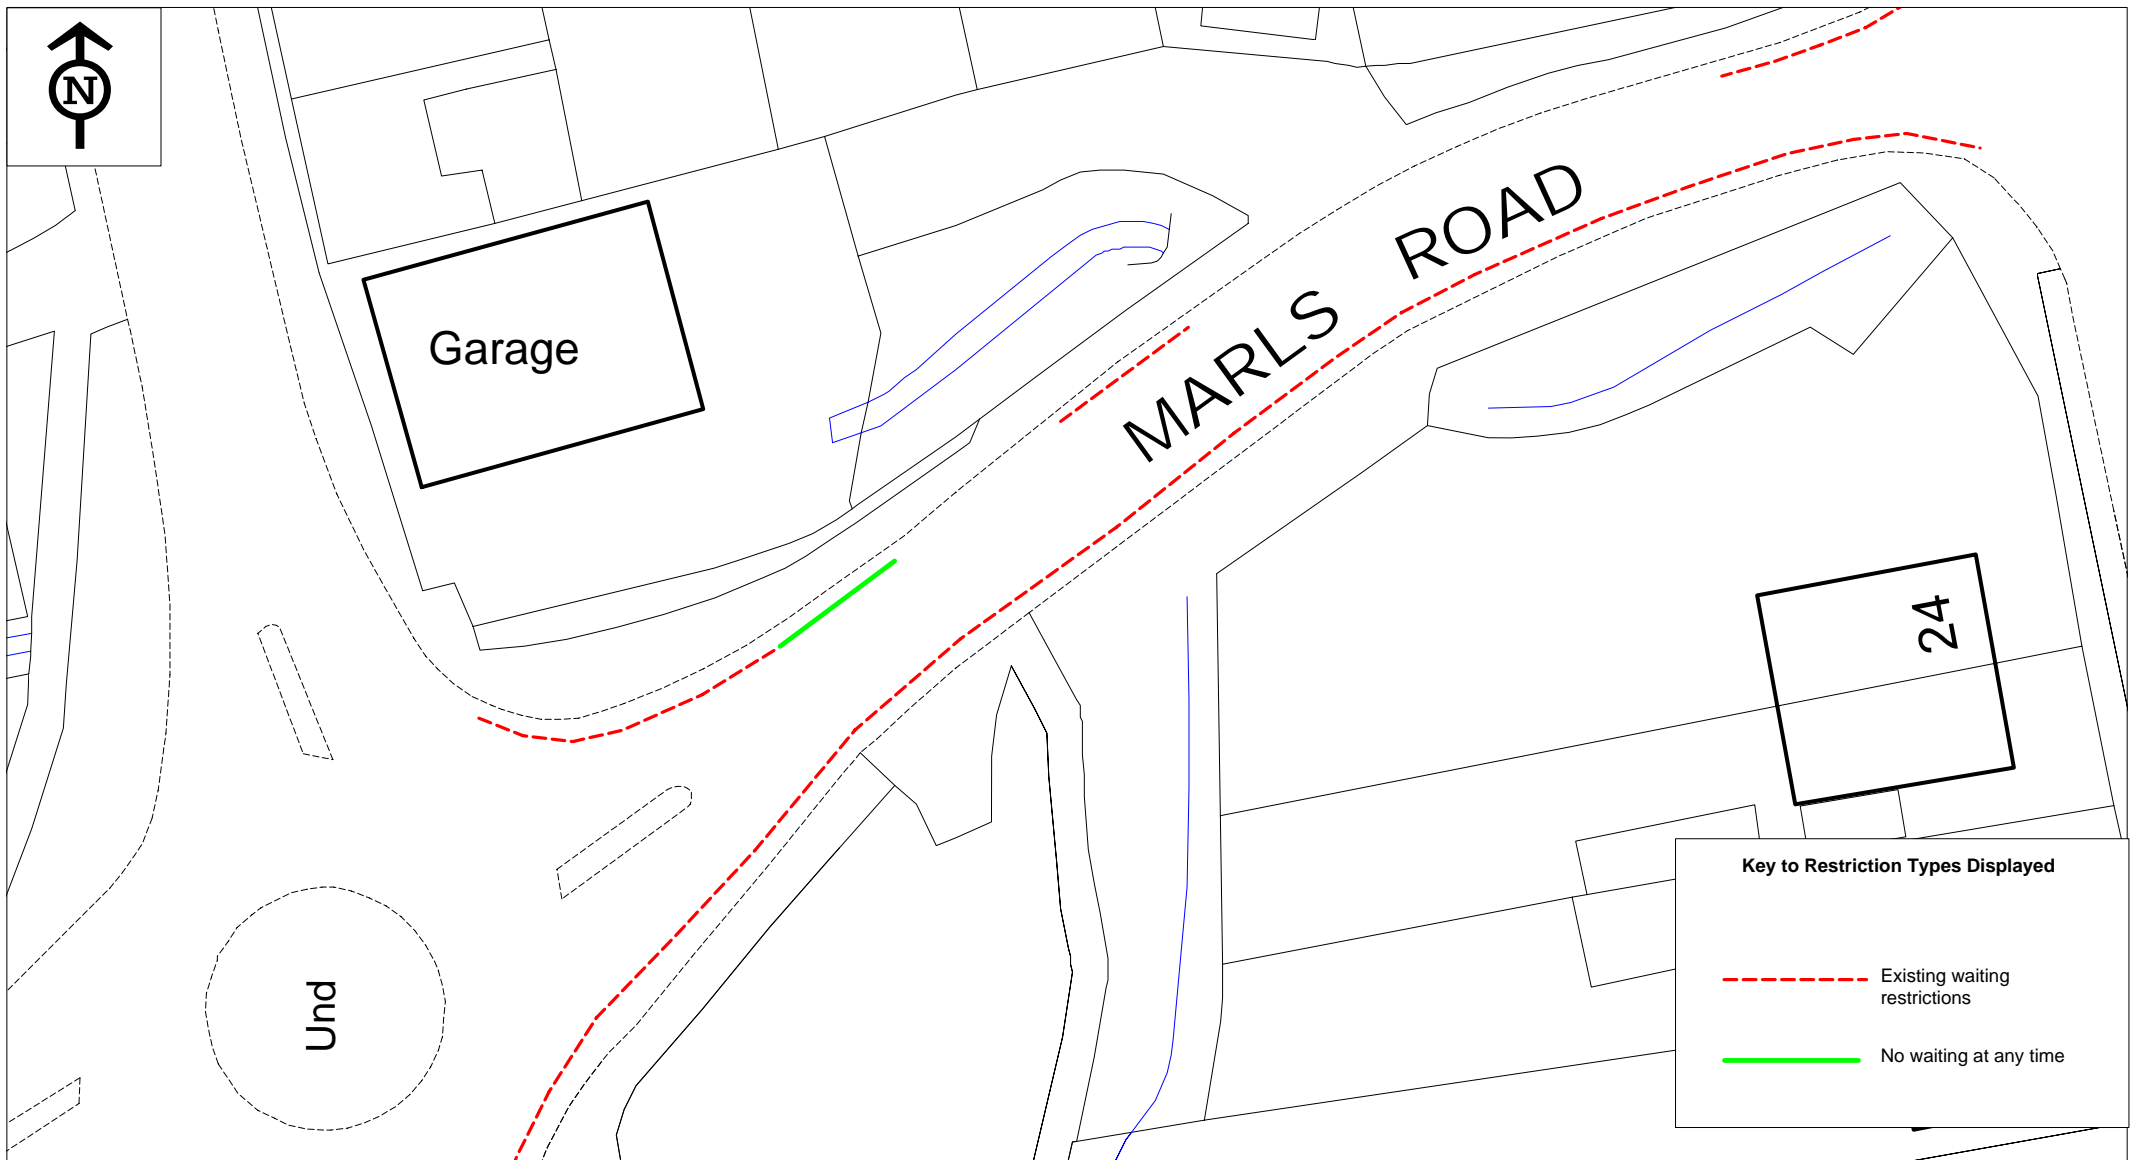 N
MARLS ROAD
Garage
24
Und
Key to Restriction Types Displayed
Existing waiting
restrictions
No waiting at any time